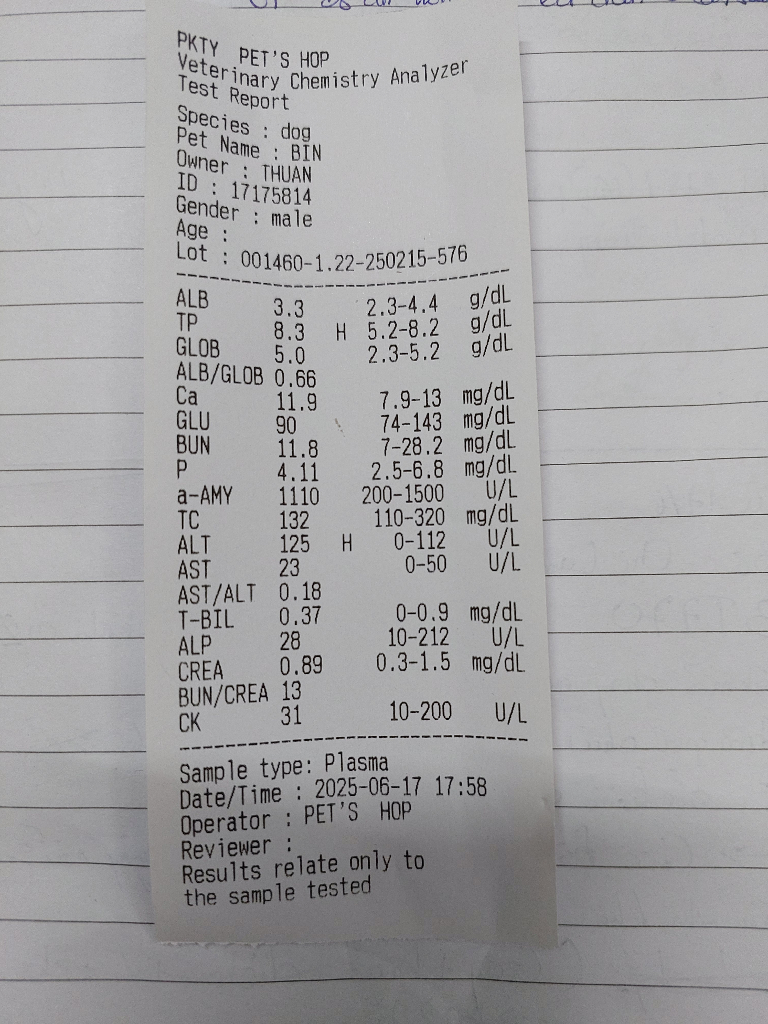 PKTY PET'S HOP
Veterinary Chemistry Analyzer
Test Report
Species : dog
Pet Name : BIN
Owner : THUAN
ID : 17175814
Gender : male
Age :
Lot : 001460-1.22-250215-576
ALB 3.3 2.3-4.4 g/dL
TP 8.3 H 5.2-8.2 g/dL
GLOB 5.0 2.3-5.2 g/dL
ALB/GLOB 0.66
Ca 11.9 7.9-13 mg/dL
GLU 90 74-143 mg/dL
BUN 11.8 7-28.2 mg/dL
P 4.11 2.5-6.8 mg/dL
a-AMY 1110 200-1500 U/L
TC 132 110-320 mg/dL
ALT 125 H 0-112 U/L
AST 23 0-50 U/L
AST/ALT 0.18
T-BIL 0.37 0-0.9 mg/dL
ALP 28 10-212 U/L
CREA 0.89 0.3-1.5 mg/dL
BUN/CREA 13
CK 31 10-200 U/L
Sample type: Plasma
Date/Time : 2025-06-17 17:58
Operator : PET'S HOP
Reviewer :
Results relate only to
the sample tested